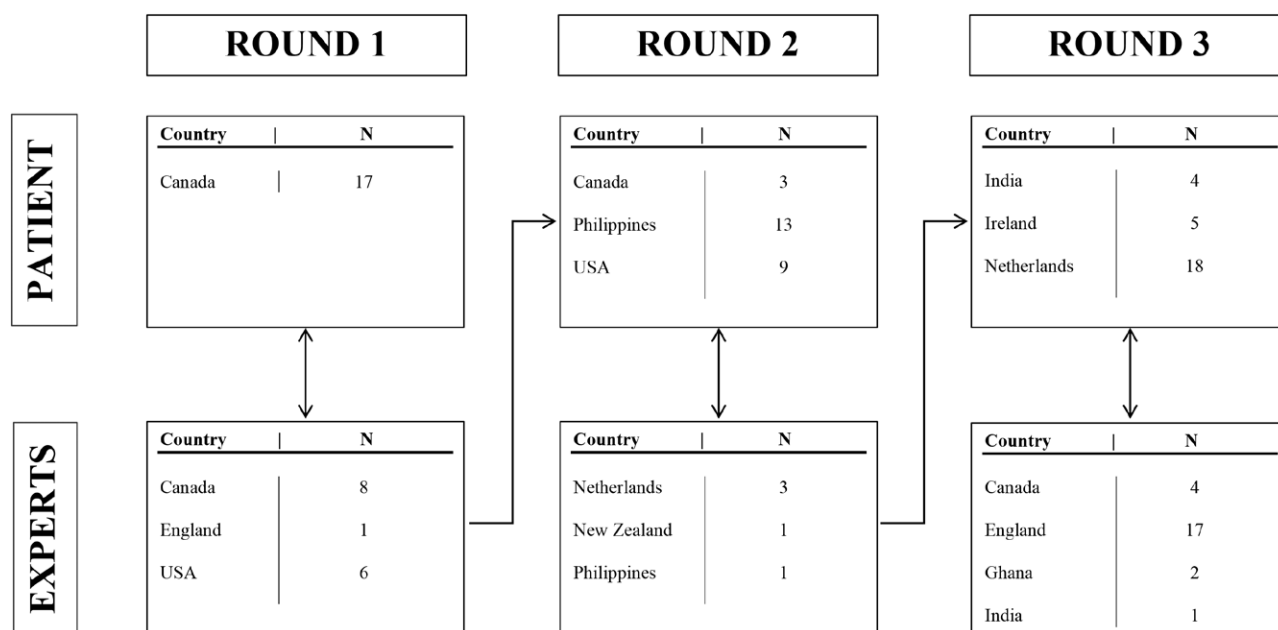 ROUND 1 ROUND 2 ROUND 3
PATIENT
Country | N
Canada | 17
Country | N
Canada 3
Philippines 13
USA 9
Country | N
India 4
Ireland 5
Netherlands 18
EXPERTS
Country | N
Canada 8
England 1
USA 6
Country | N
Netherlands 3
New Zealand 1
Philippines 1
Country | N
Canada 4
England 17
Ghana 2
India 1